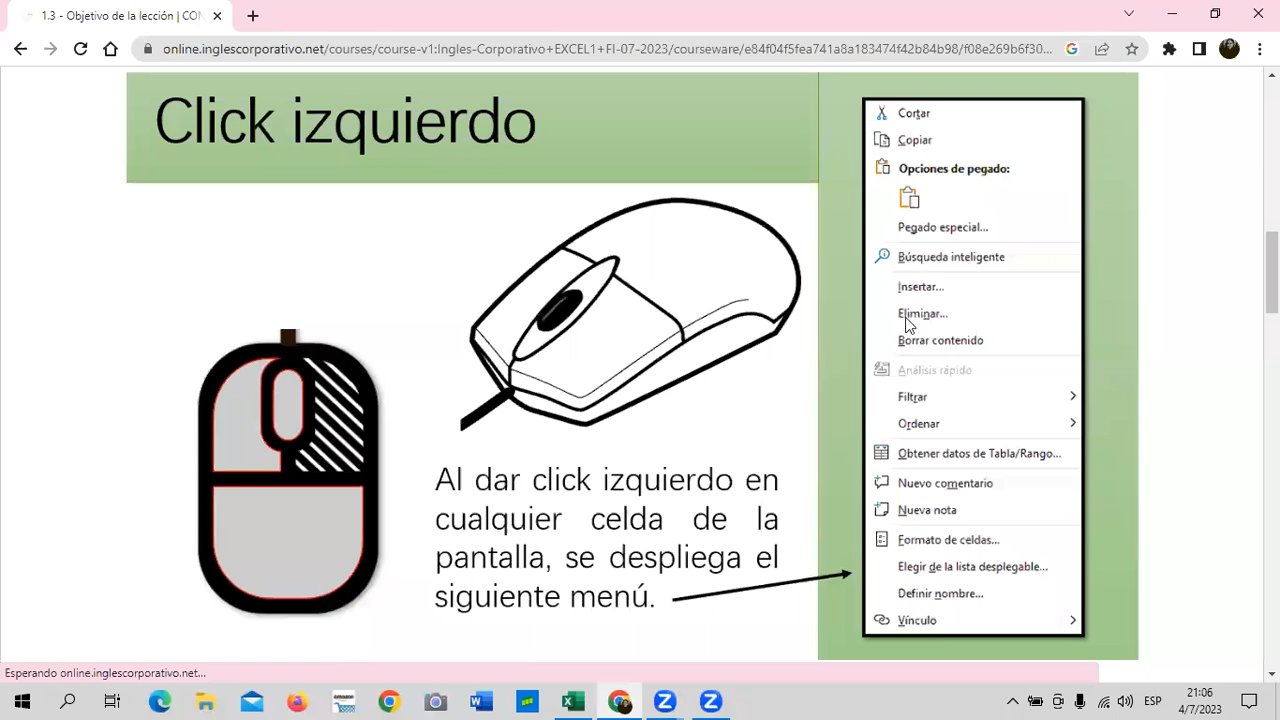 1.3 - Objetivo de la lección | CON
online.inglescorporativo.net/courses/course-v1:Ingles-Corporativo+EXCEL1+FI-07-2023/courseware/e84f04f5fea741a3a183474f42b84b98/f08e269b6f30...
Click izquierdo
Al dar click izquierdo en
cualquier celda de la
pantalla, se despliega el
siguiente menú.
Cortar
Copiar
Opciones de pegado:
Pegado especial...
Búsqueda inteligente
Insertar...
Eliminar...
Borrar contenido
Análisis rápido
Filtrar
Ordenar
Obtener datos de Tabla/Rango...
Nuevo comentario
Nueva nota
Formato de celdas...
Elegir de la lista desplegable...
Definir nombre...
Vínculo
Esperando online.inglescorporativo.net...
ESP
21:06
4/7/2023